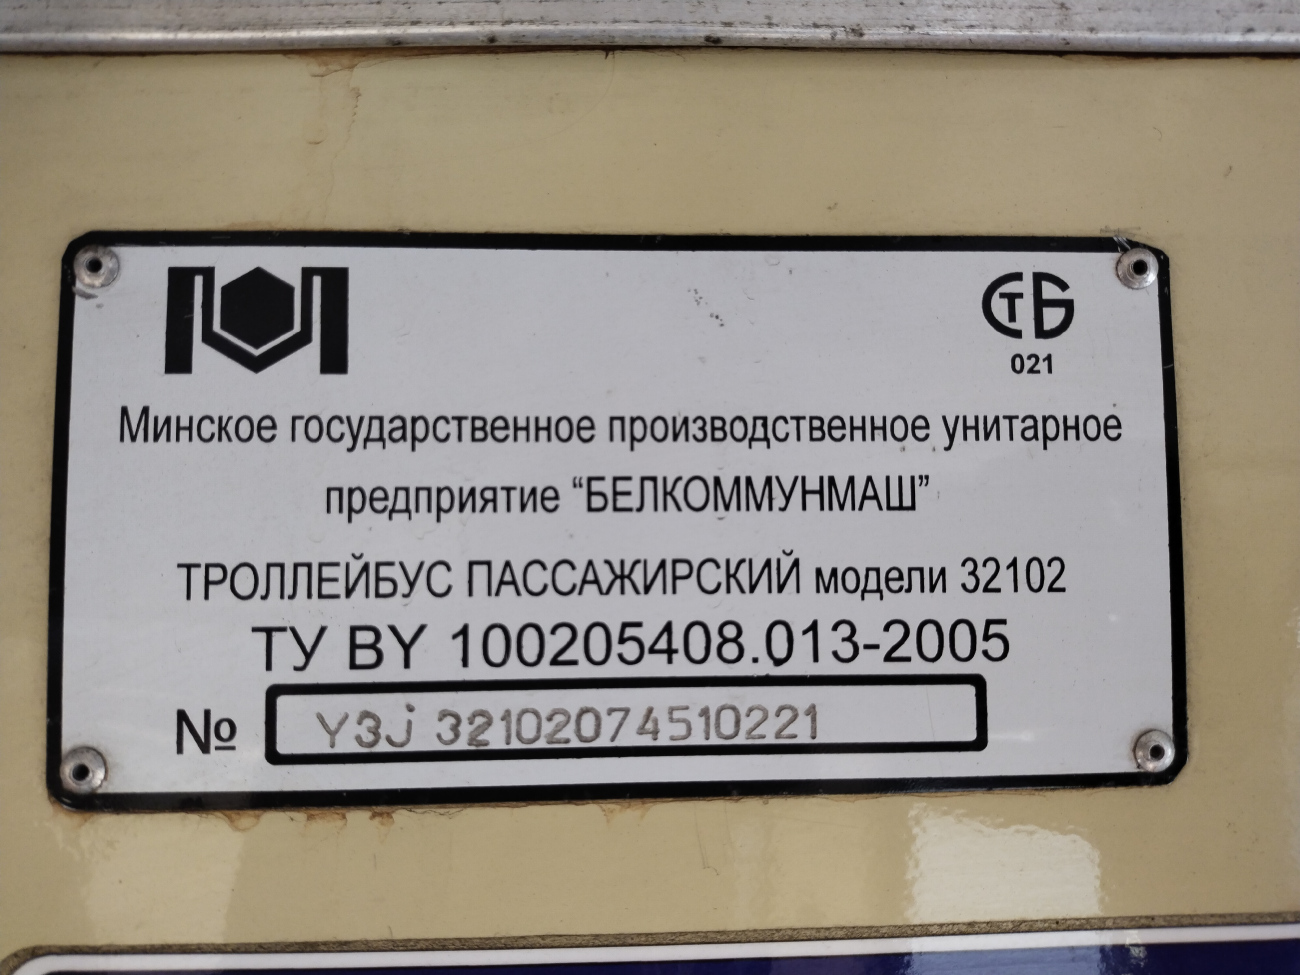 СТБ
021
Минское государственное производственное унитарное
предприятие “БЕЛКОММУНМАШ”
ТРОЛЛЕЙБУС ПАССАЖИРСКИЙ модели 32102
ТУ BY 100205408.013-2005
№ Y3J 32102074510221